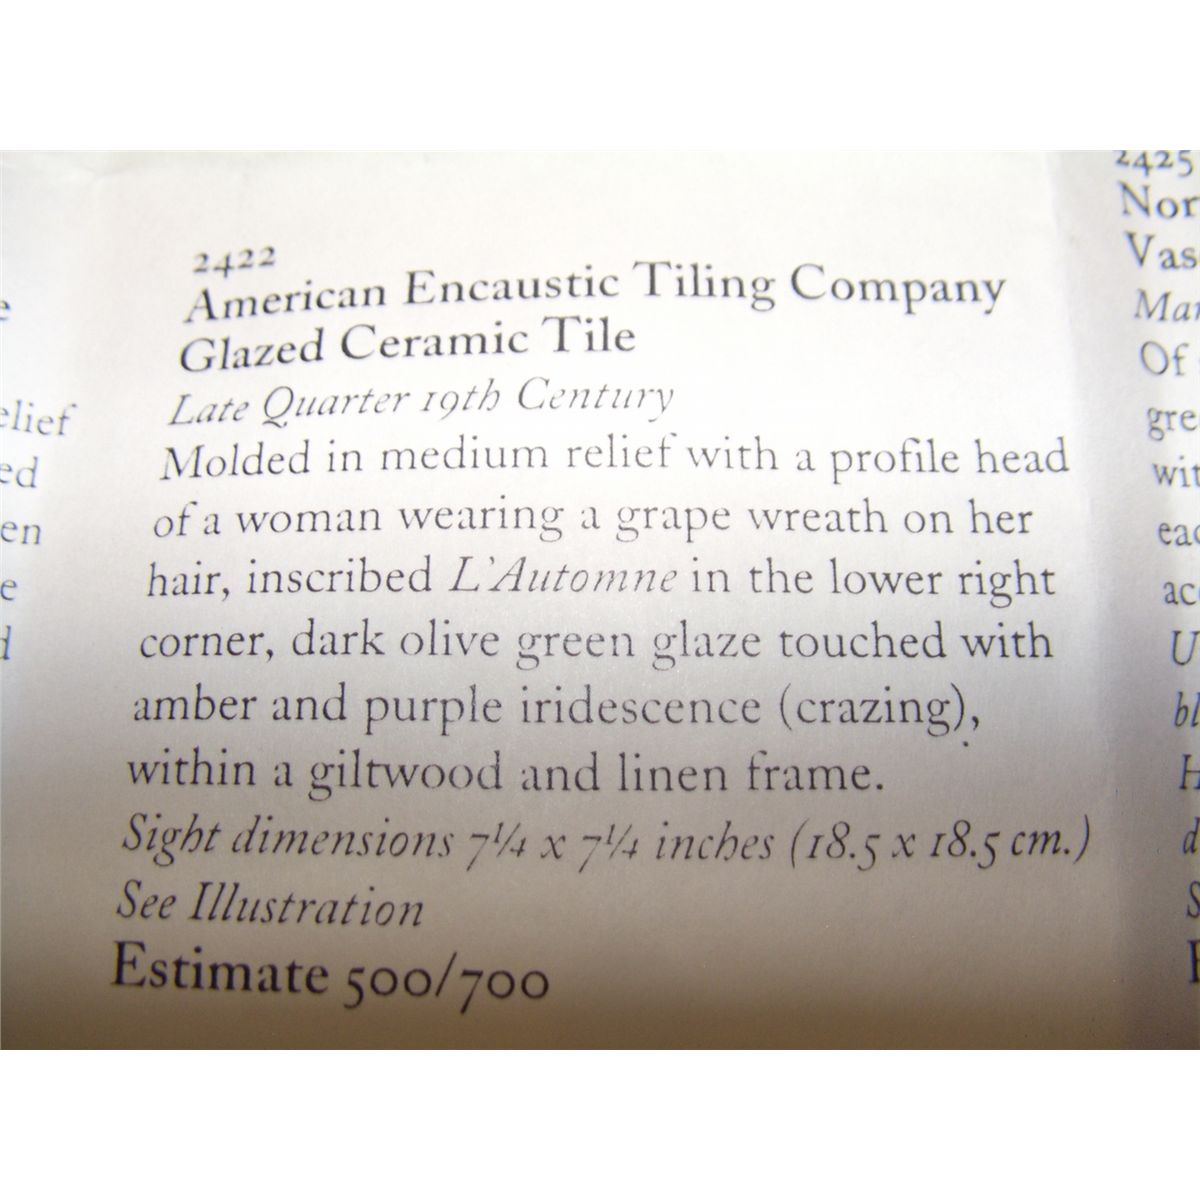 2422
American Encaustic Tiling Company
Glazed Ceramic Tile
Late Quarter 19th Century
Molded in medium relief with a profile head
of a woman wearing a grape wreath on her
hair, inscribed L'Automne in the lower right
corner, dark olive green glaze touched with
amber and purple iridescence (crazing),
within a giltwood and linen frame.
Sight dimensions 7¼ x 7¼ inches (18.5 x 18.5 cm.)
See Illustration
Estimate 500/700
2425
Of